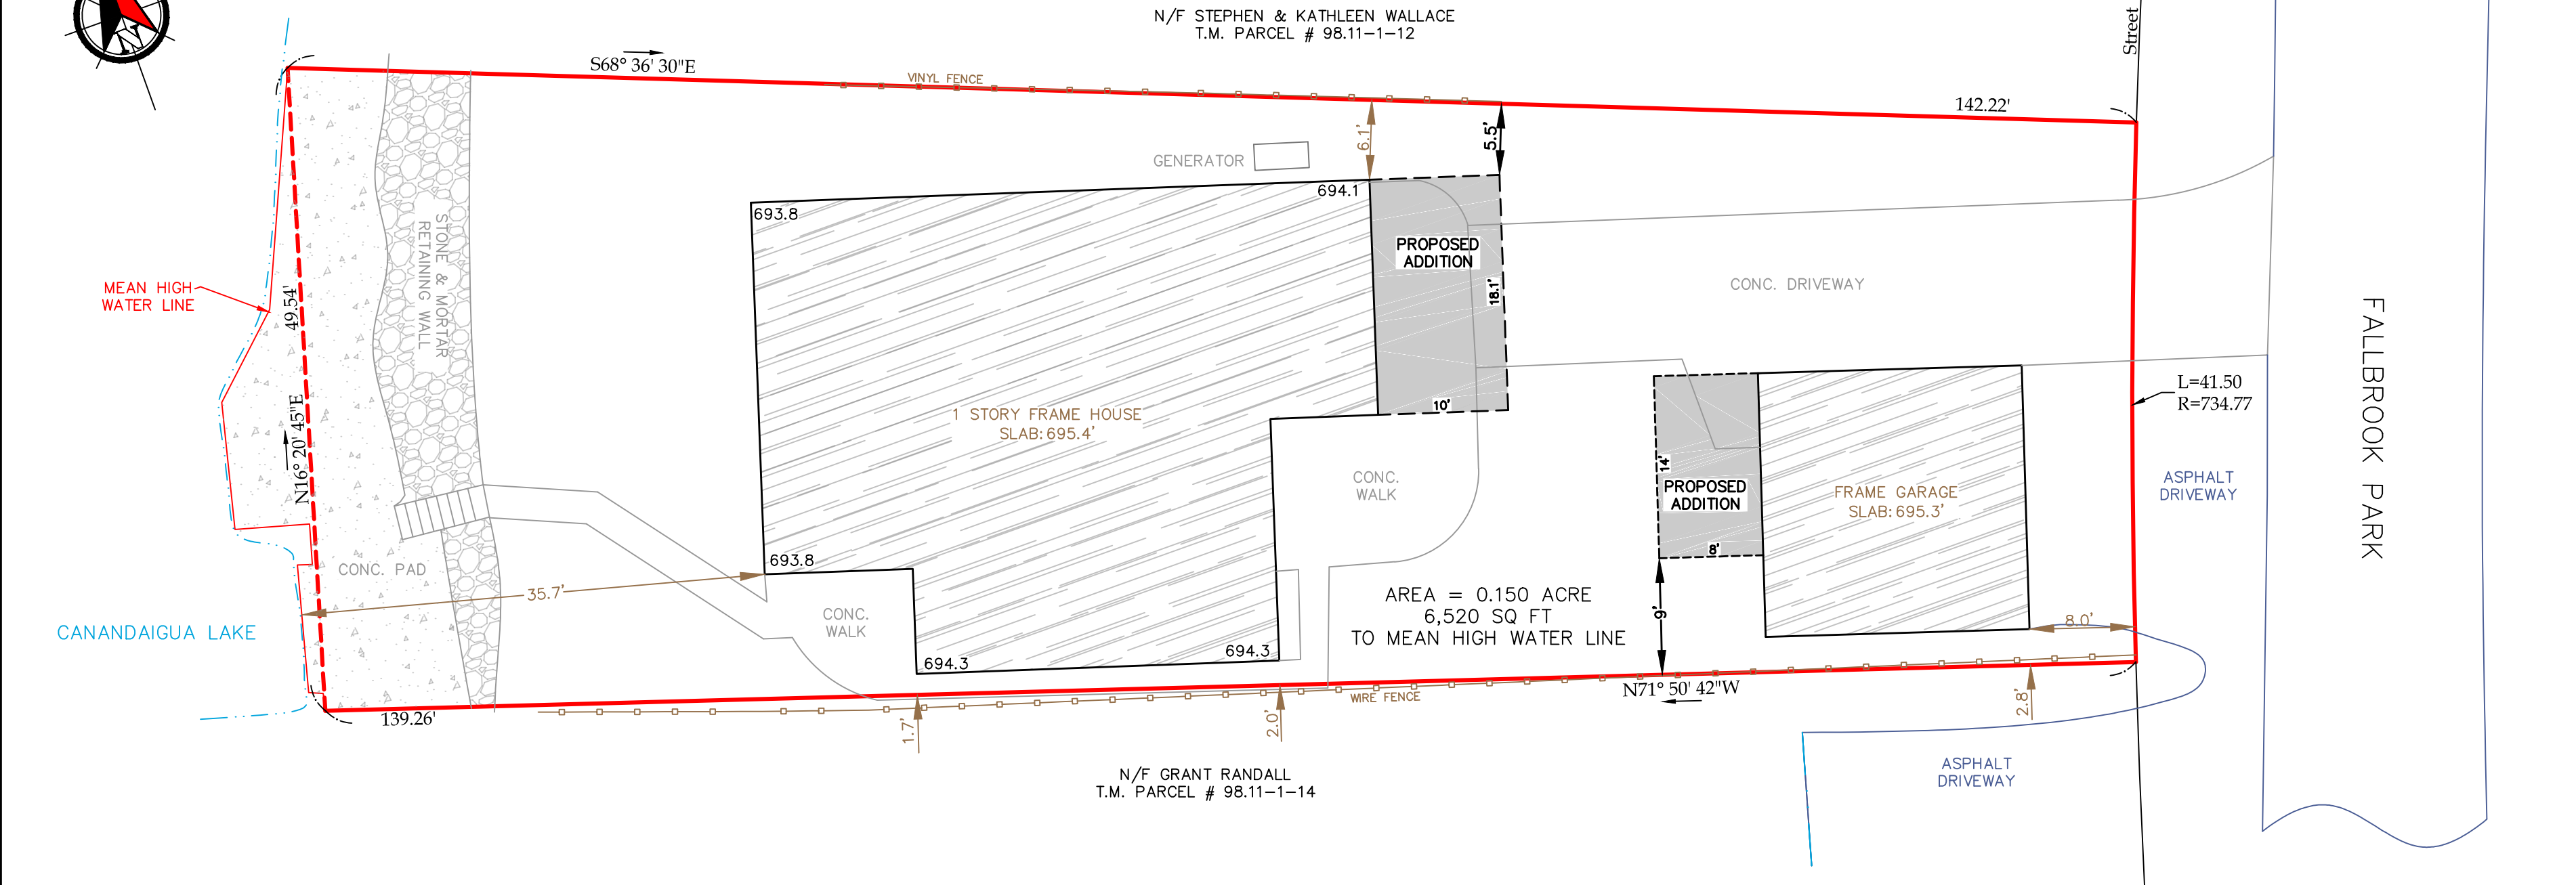 N
N/F STEPHEN & KATHLEEN WALLACE
T.M. PARCEL # 98.11-1-12
Street
S68° 36' 30"E
VINYL FENCE
142.22'
6.1'
5.5'
GENERATOR
694.1
693.8
STONE & MORTAR
RETAINING WALL
PROPOSED
ADDITION
18.1'
10'
CONC. DRIVEWAY
MEAN HIGH
WATER LINE
49.54'
N16° 20' 45"E
1 STORY FRAME HOUSE
SLAB: 695.4'
L=41.50
R=734.77
FALLBROOK PARK
CONC.
WALK
14'
PROPOSED
ADDITION
8'
FRAME GARAGE
SLAB: 695.3'
ASPHALT
DRIVEWAY
693.8
CONC. PAD
35.7'
CONC.
WALK
AREA = 0.150 ACRE
6,520 SQ FT
TO MEAN HIGH WATER LINE
9'
8.0'
CANANDAIGUA LAKE
694.3
694.3
139.26'
WIRE FENCE
N71° 50' 42"W
1.7'
2.0'
2.8'
N/F GRANT RANDALL
T.M. PARCEL # 98.11-1-14
ASPHALT
DRIVEWAY